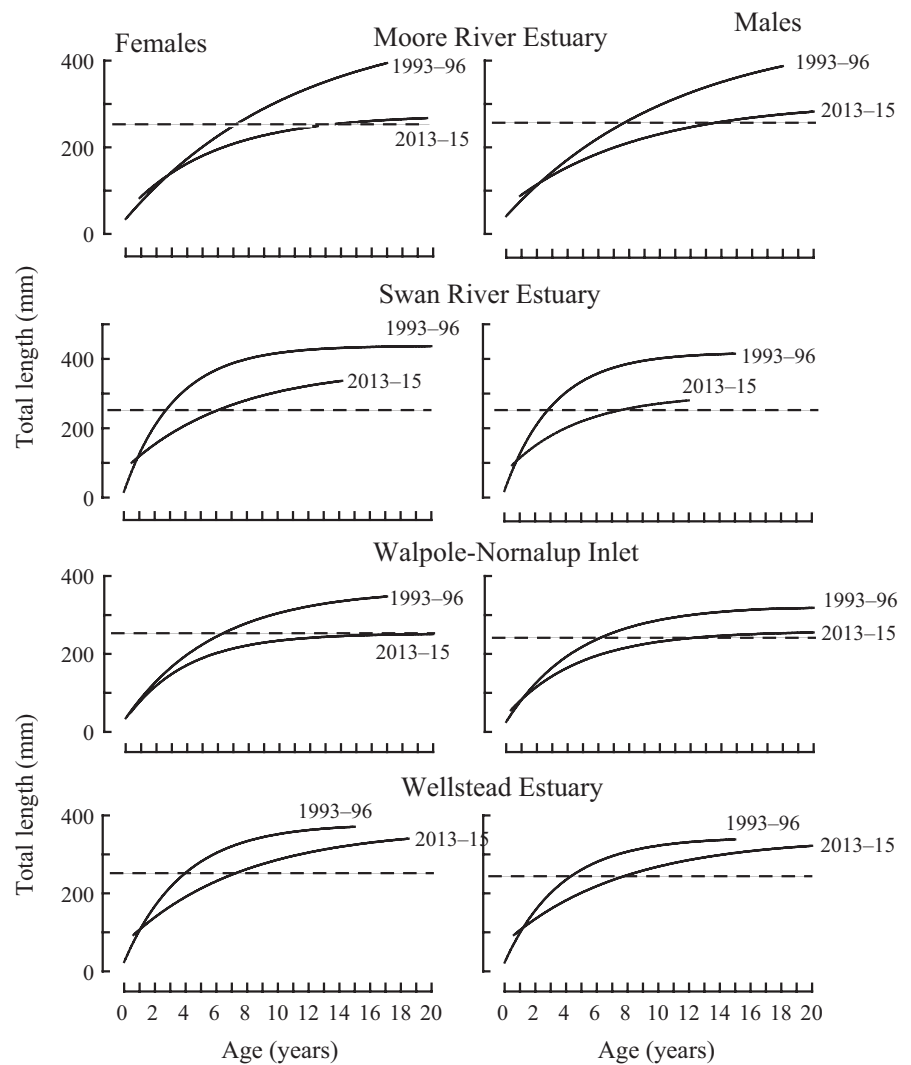 Females
Moore River Estuary
Males
400
200
0
1993–96
2013–15
1993–96
2013–15
Swan River Estuary
400
200
0
1993–96
2013–15
1993–96
2013–15
Total length (mm)
Walpole-Nornalup Inlet
400
200
0
1993–96
2013–15
1993–96
2013–15
Wellstead Estuary
400
200
0
1993–96
2013–15
1993–96
2013–15
Total length (mm)
0 2 4 6 8 10 12 14 16 18 20
0 2 4 6 8 10 12 14 16 18 20
Age (years)
Age (years)